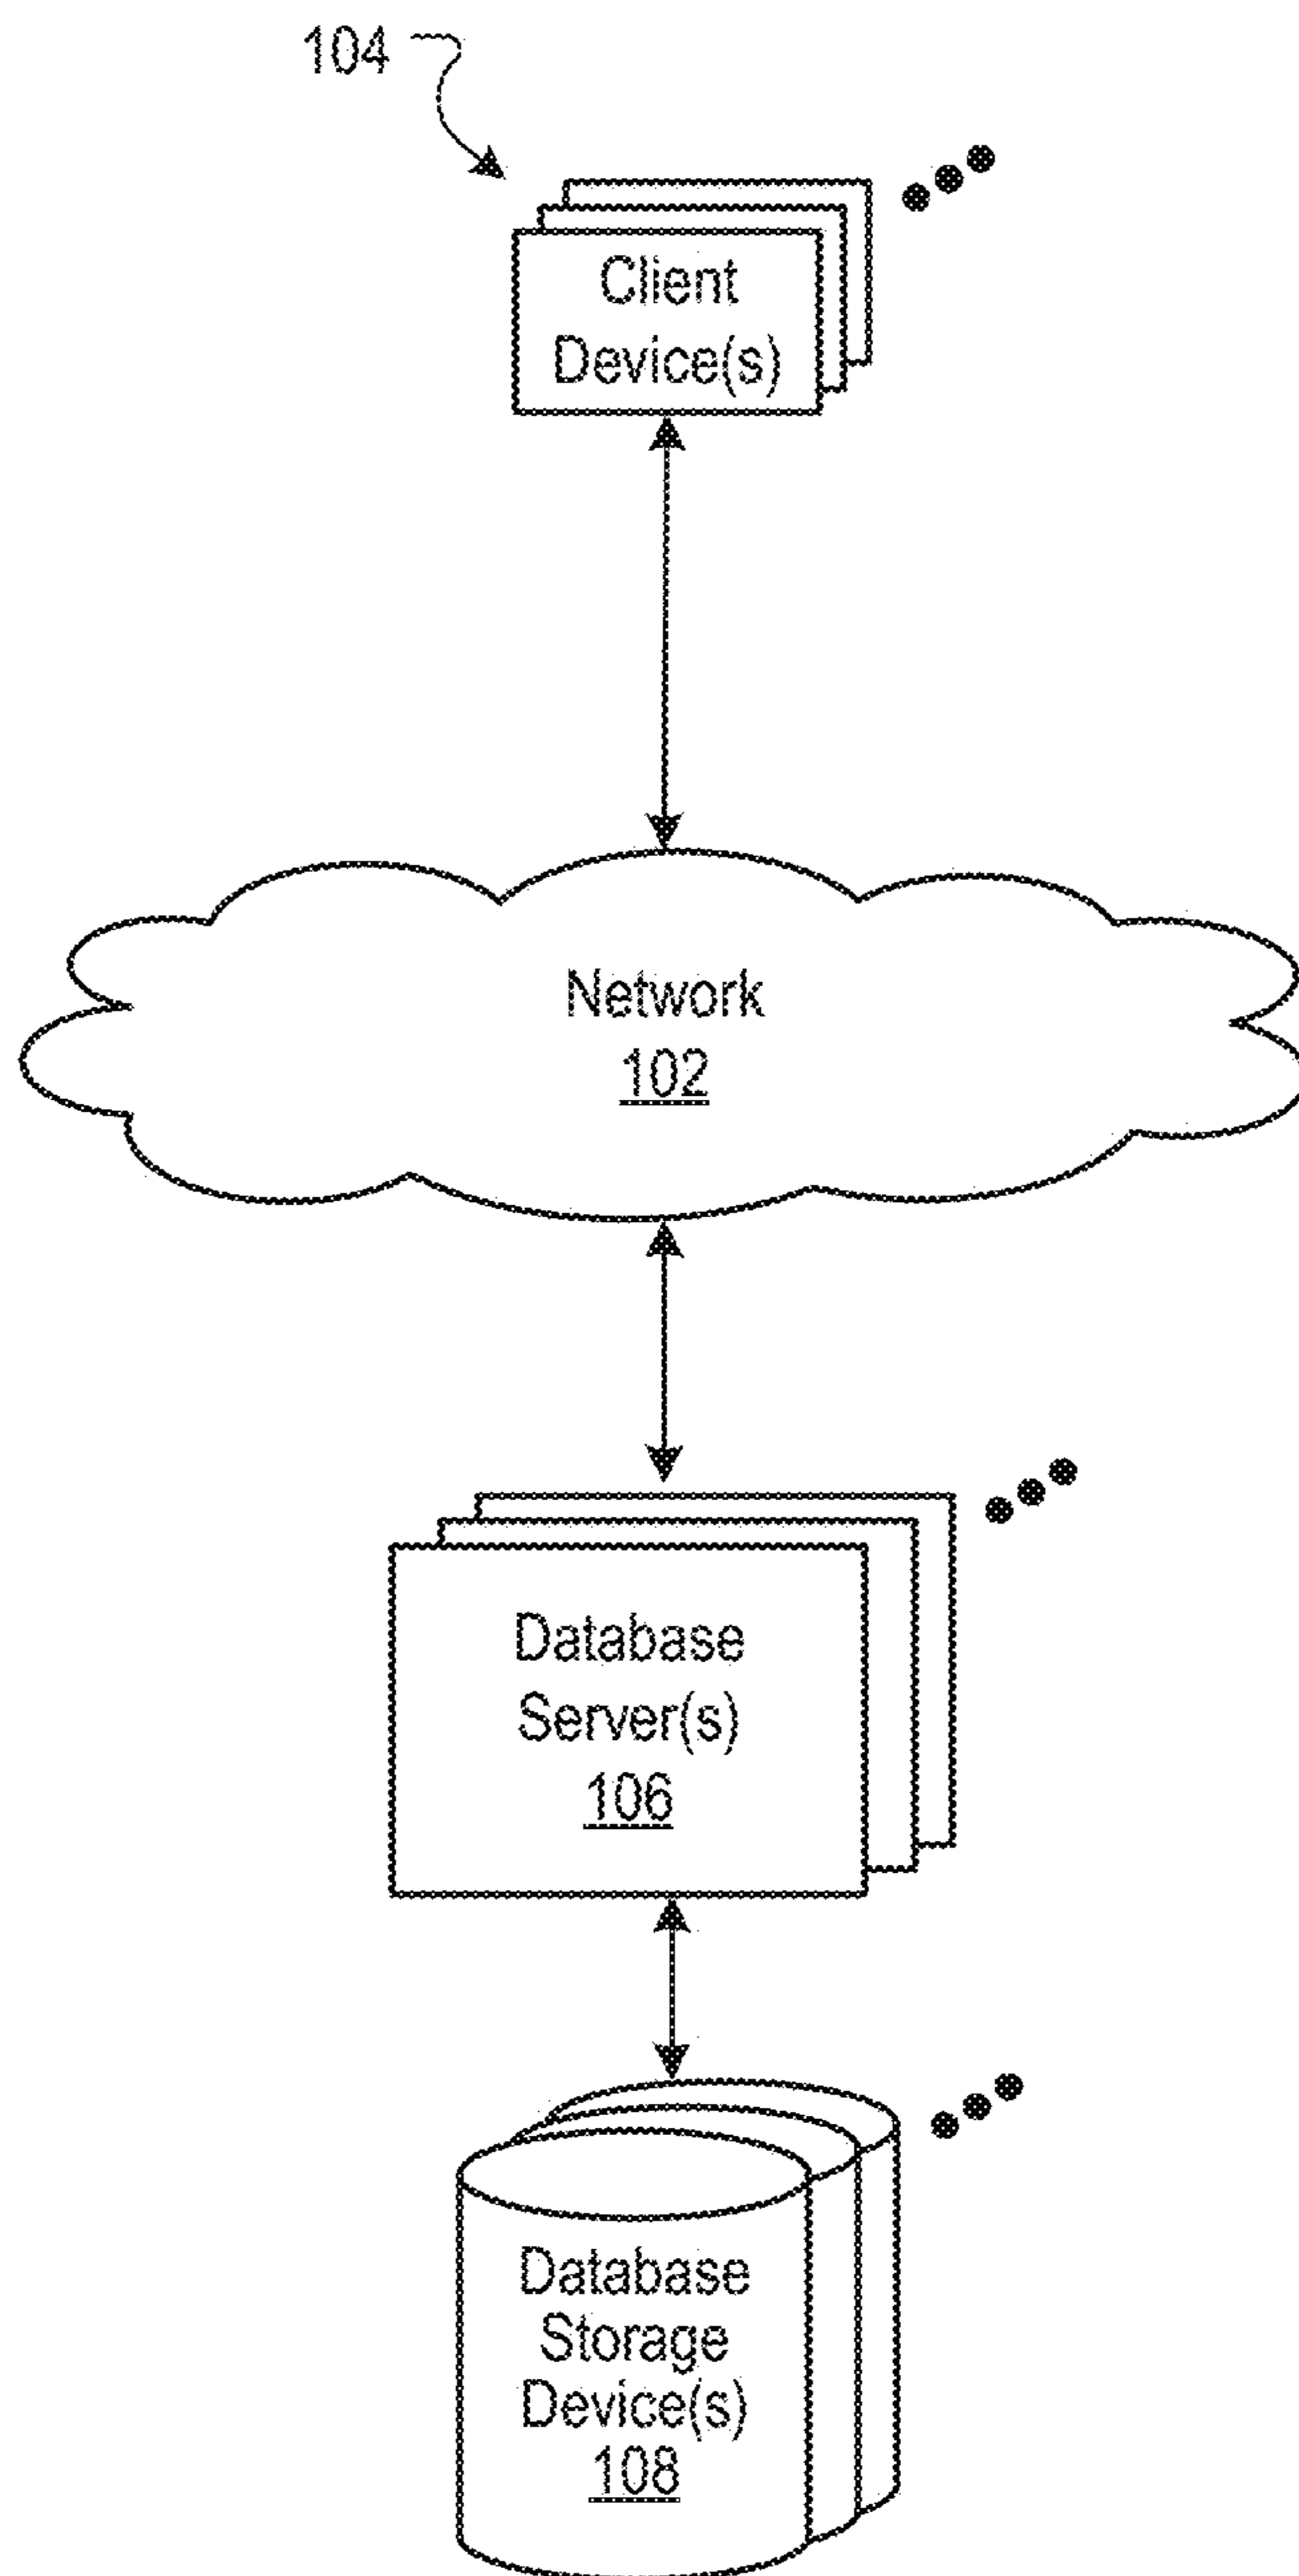 104
Client
Device(s)
Network
102
Database
Server(s)
106
Database
Storage
Device(s)
108